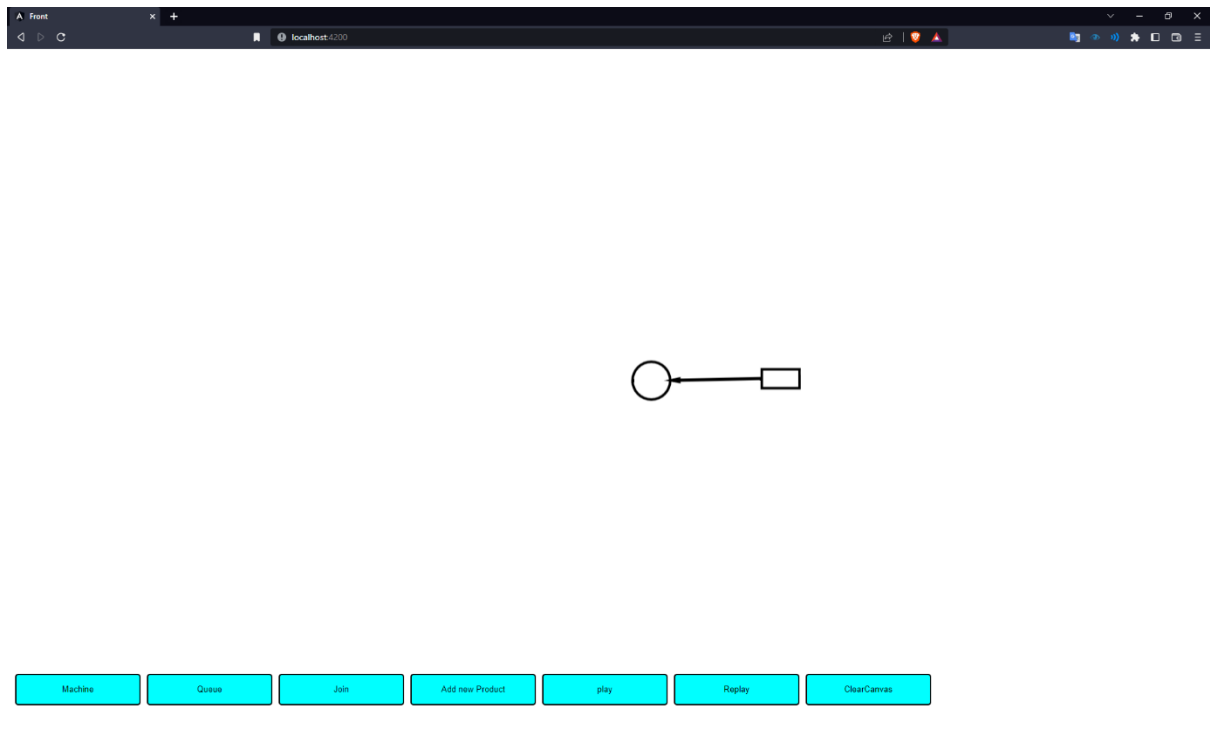 Front
localhost:4200
Machine
Queue
Join
Add new Product
play
Replay
ClearCanvas